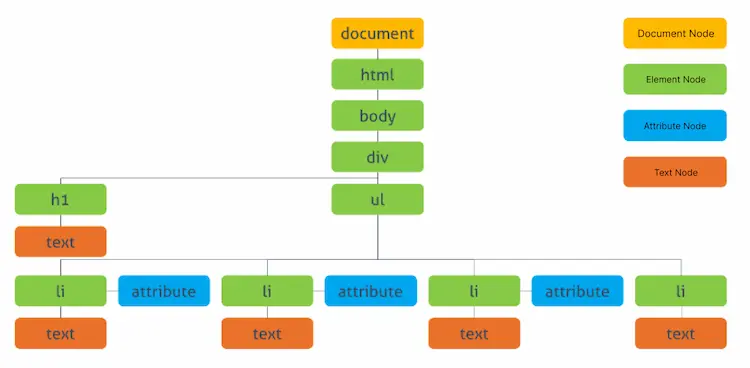 document
Document Node
html
Element Node
body
Attribute Node
div
Text Node
h1
ul
text
li
attribute
li
attribute
li
attribute
li
text
text
text
text